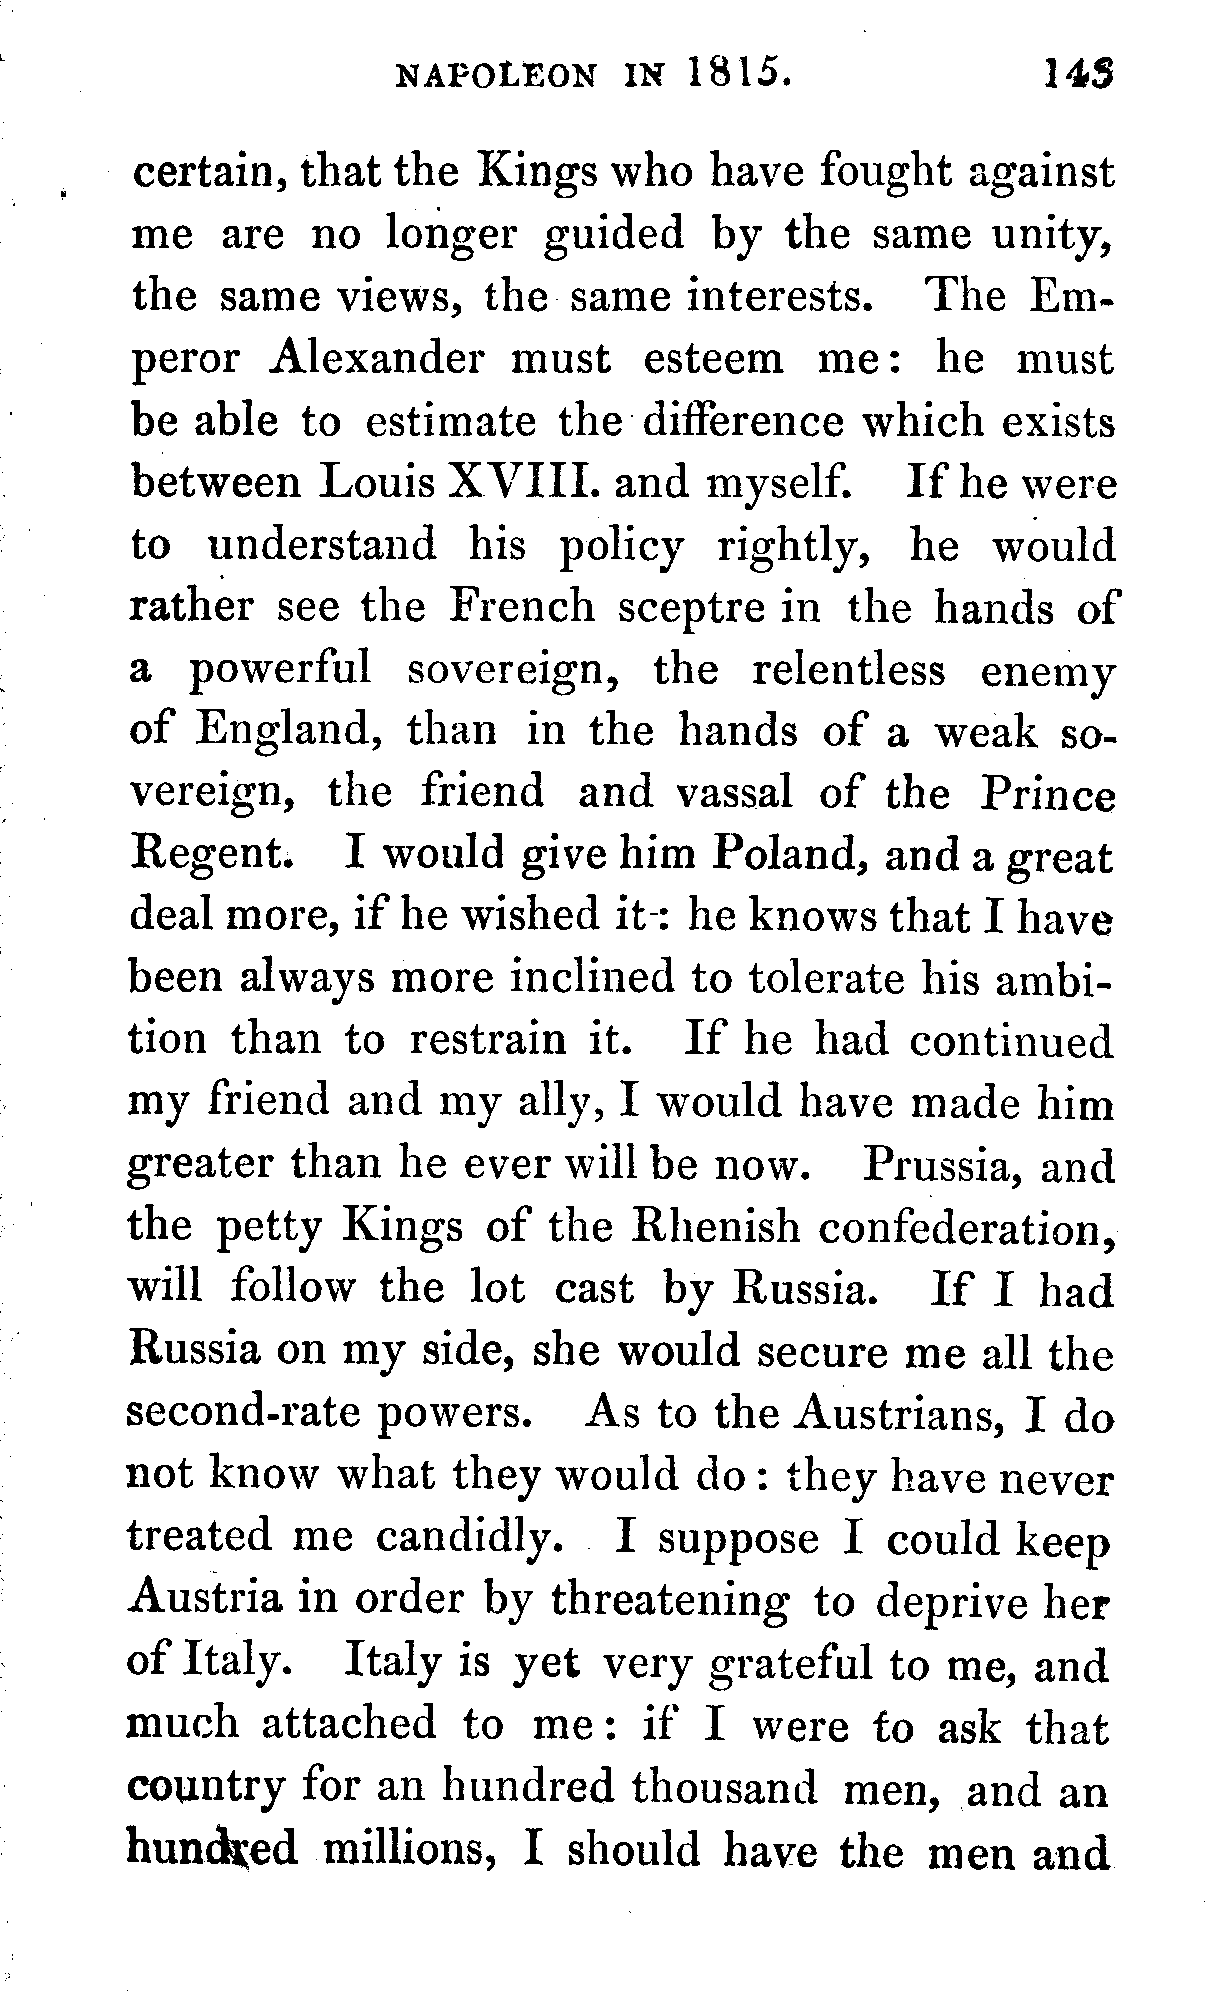 NAPOLEON IN 1815. 143
certain, that the Kings who have fought against
me are no longer guided by the same unity,
the same views, the same interests. The Em-
peror Alexander must esteem me: he must
be able to estimate the difference which exists
between Louis XVIII. and myself. If he were
to understand his policy rightly, he would
rather see the French sceptre in the hands of
a powerful sovereign, the relentless enemy
of England, than in the hands of a weak so-
vereign, the friend and vassal of the Prince
Regent. I would give him Poland, and a great
deal more, if he wished it: he knows that I have
been always more inclined to tolerate his ambi-
tion than to restrain it. If he had continued
my friend and my ally, I would have made him
greater than he ever will be now. Prussia, and
the petty Kings of the Rhenish confederation,
will follow the lot cast by Russia. If I had
Russia on my side, she would secure me all the
second-rate powers. As to the Austrians, I do
not know what they would do : they have never
treated me candidly. I suppose I could keep
Austria in order by threatening to deprive her
of Italy. Italy is yet very grateful to me, and
much attached to me : if I were to ask that
country for an hundred thousand men, and an
hundred millions, I should have the men and